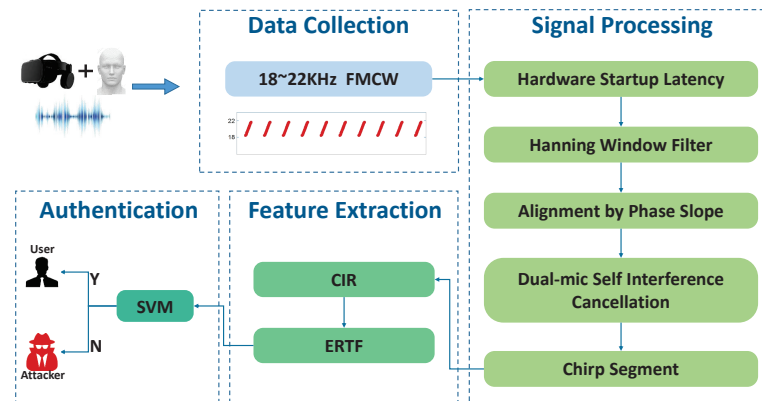 Data Collection
18~22KHz FMCW
22
18
Signal Processing
Hardware Startup Latency
Hanning Window Filter
Alignment by Phase Slope
Dual-mic Self Interference
Cancellation
Chirp Segment
Feature Extraction
CIR
ERTF
Authentication
User
Y
SVM
N
Attacker